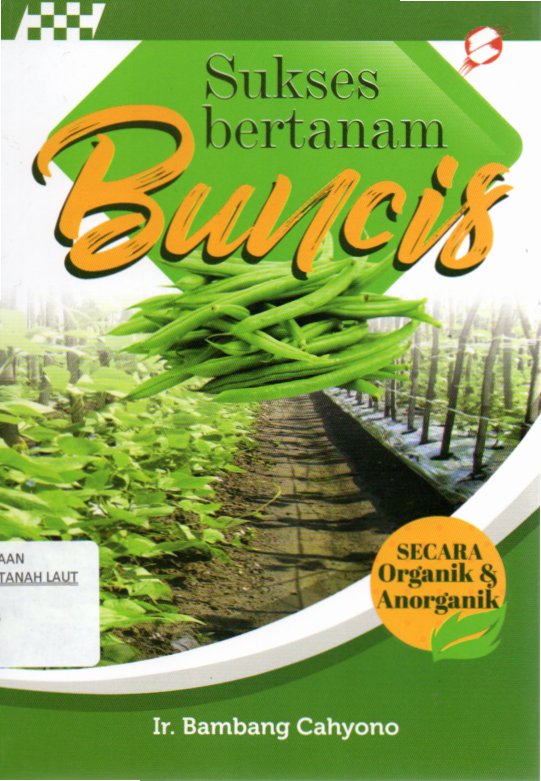 Sukses
bertanam
Buncis
SECARA
Organik &
Anorganik
AAN
TANAH LAUT
Ir. Bambang Cahyono